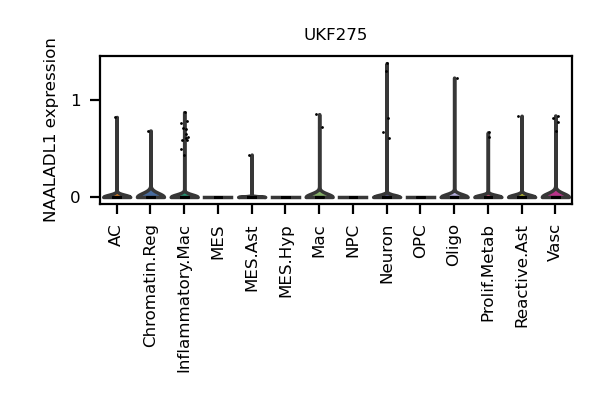 UKF275
NAALADL1 expression
1
0
AC
Chromatin.Reg
Inflammatory.Mac
MES
MES.Ast
MES.Hyp
Mac
NPC
Neuron
OPC
Oligo
Prolif.Metab
Reactive.Ast
Vasc